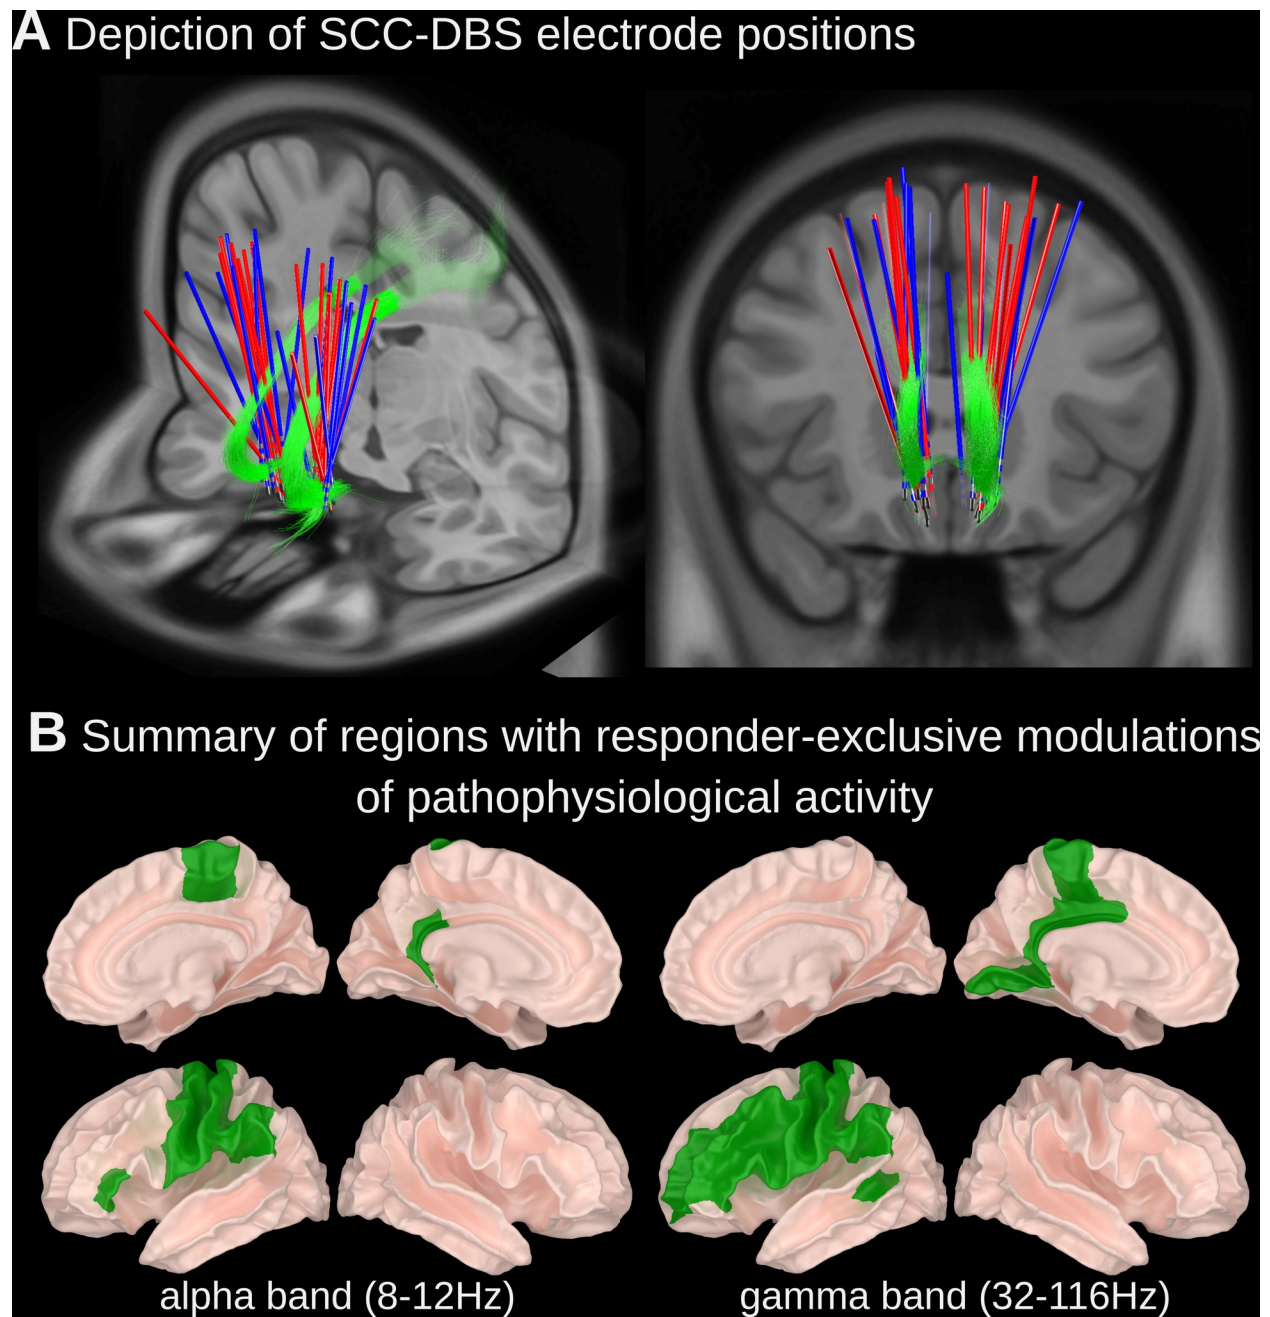 A Depiction of SCC-DBS electrode positions
B Summary of regions with responder-exclusive modulations
of pathophysiological activity
alpha band (8-12Hz)
gamma band (32-116Hz)